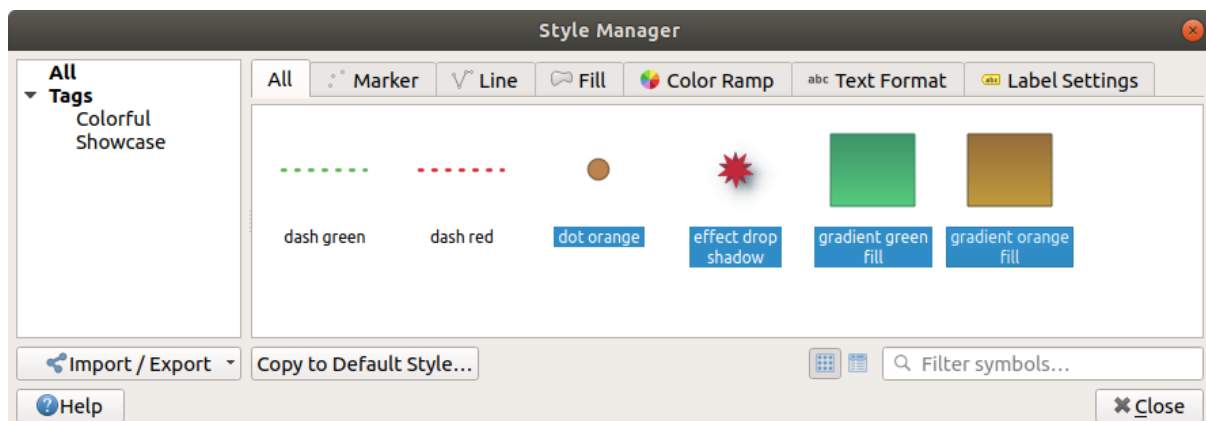 Style Manager
All
Tags
Colorful
Showcase
All
Marker
Line
Fill
Color Ramp
abc Text Format
abc Label Settings
dash green
dash red
dot orange
effect drop
shadow
gradient green
fill
gradient orange
fill
Import / Export
Copy to Default Style...
Filter symbols...
Help
Close